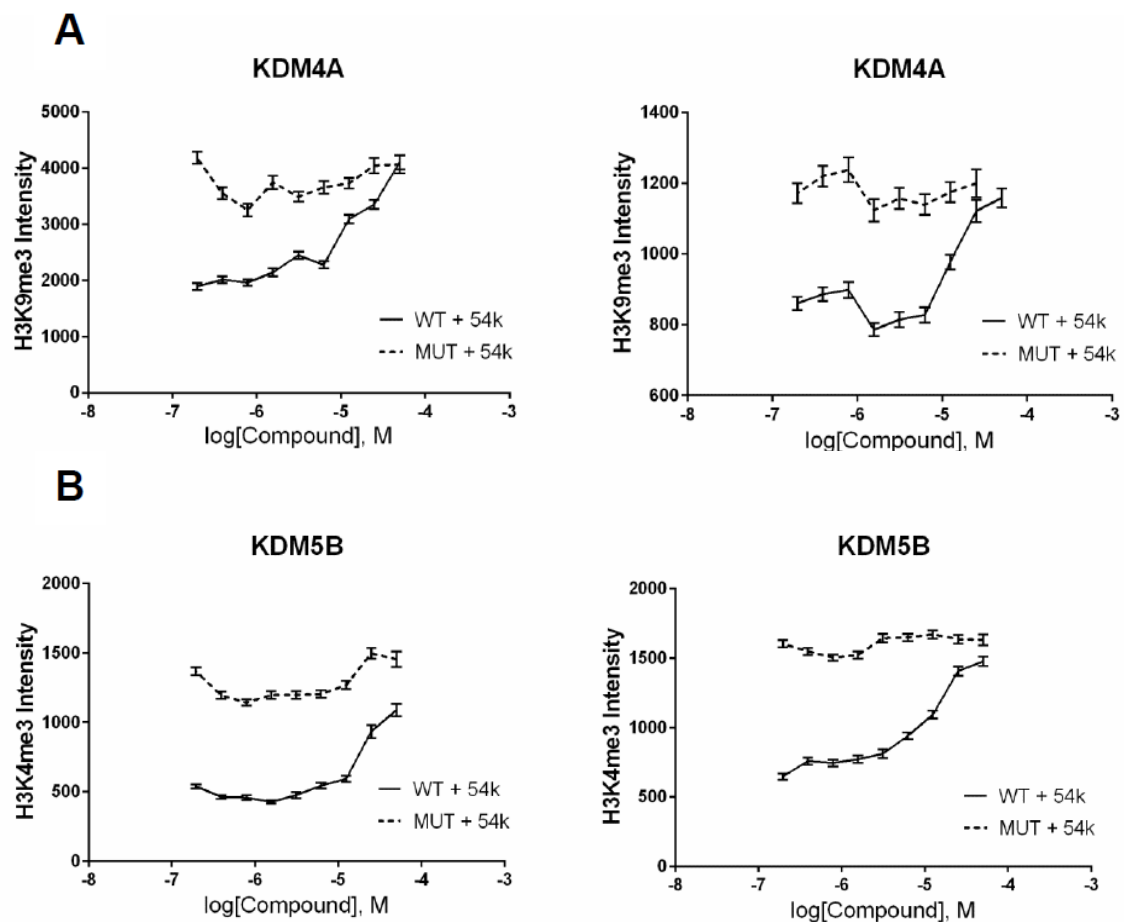 A
KDM4A
H3K9me3 Intensity
5000
4000
3000
2000
1000
0
WT + 54k
MUT + 54k
-8 -7 -6 -5 -4 -3
log[Compound], M
KDM4A
H3K9me3 Intensity
1400
1200
1000
800
600
WT + 54k
MUT + 54k
-8 -7 -6 -5 -4 -3
log[Compound], M
B
KDM5B
H3K4me3 Intensity
2000
1500
1000
500
0
WT + 54k
MUT + 54k
-8 -7 -6 -5 -4 -3
log[Compound], M
KDM5B
H3K4me3 Intensity
2000
1500
1000
500
0
WT + 54k
MUT + 54k
-8 -7 -6 -5 -4 -3
log[Compound], M